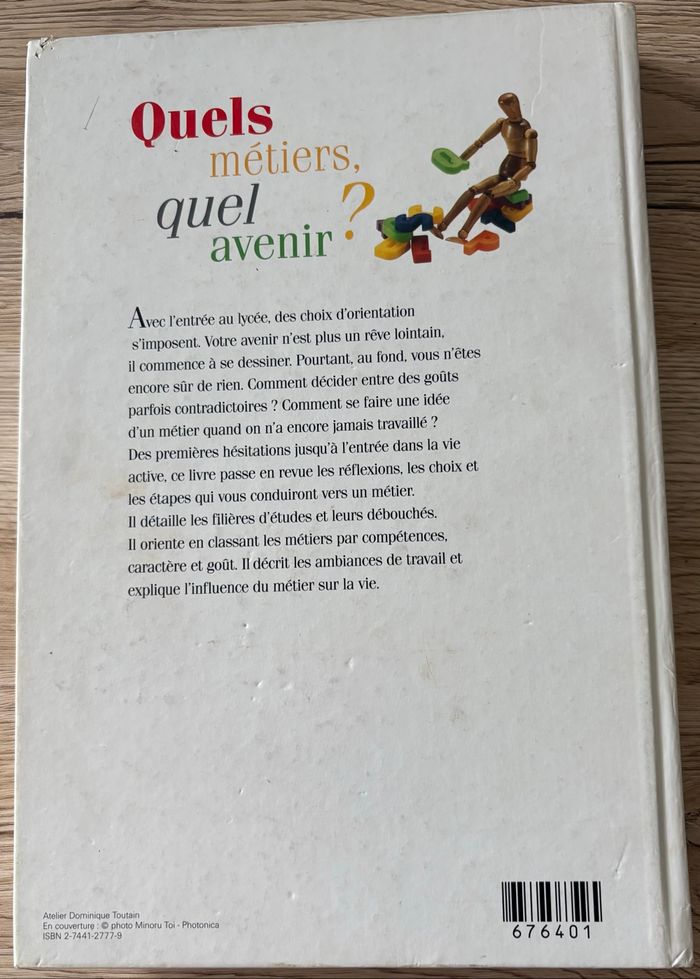 Quels
métiers,
quel
avenir ?
Avec l'entrée au lycée, des choix d'orientation
s'imposent. Votre avenir n'est plus un rêve lointain,
il commence à se dessiner. Pourtant, au fond, vous n'êtes
encore sûr de rien. Comment décider entre des goûts
parfois contradictoires ? Comment se faire une idée
d'un métier quand on n'a encore jamais travaillé ?
Des premières hésitations jusqu'à l'entrée dans la vie
active, ce livre passe en revue les réflexions, les choix et
les étapes qui vous conduiront vers un métier.
Il détaille les filières d'études et leurs débouchés.
Il oriente en classant les métiers par compétences,
caractère et goût. Il décrit les ambiances de travail et
explique l'influence du métier sur la vie.
Atelier Dominique Toutain
En couverture : © photo Minoru Toi - Photonica
ISBN 2-7441-2777-9
676401